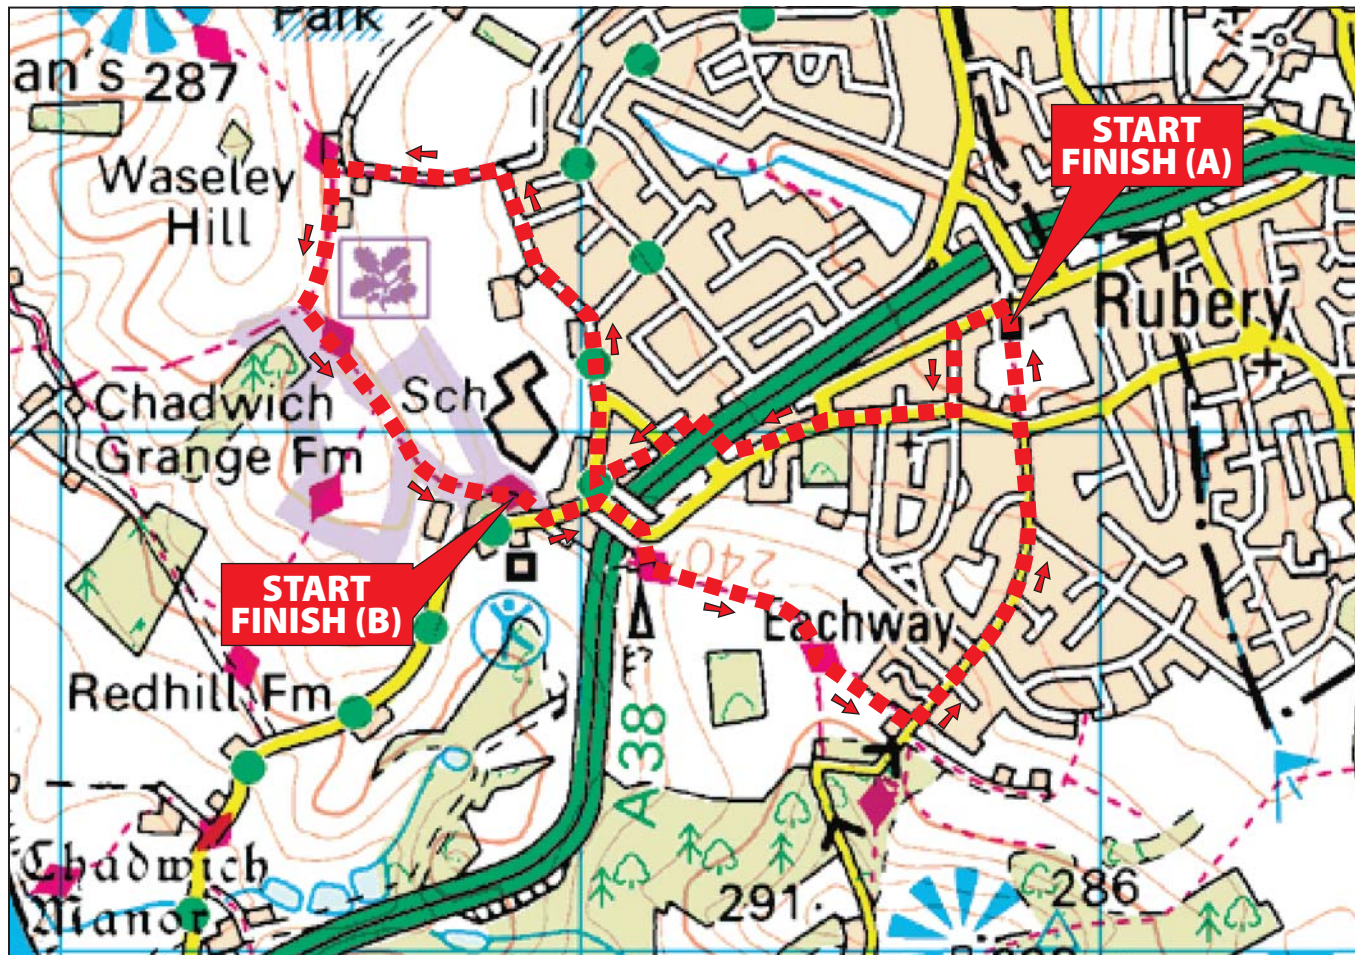 Park
an's 287
START
FINISH (A)
Waseley
Hill
Rubery
Sch
Chadwich
Grange Fm
240
START
FINISH (B)
Eachway
Redhill Fm
A 38
Chadwich
Manor
291
286